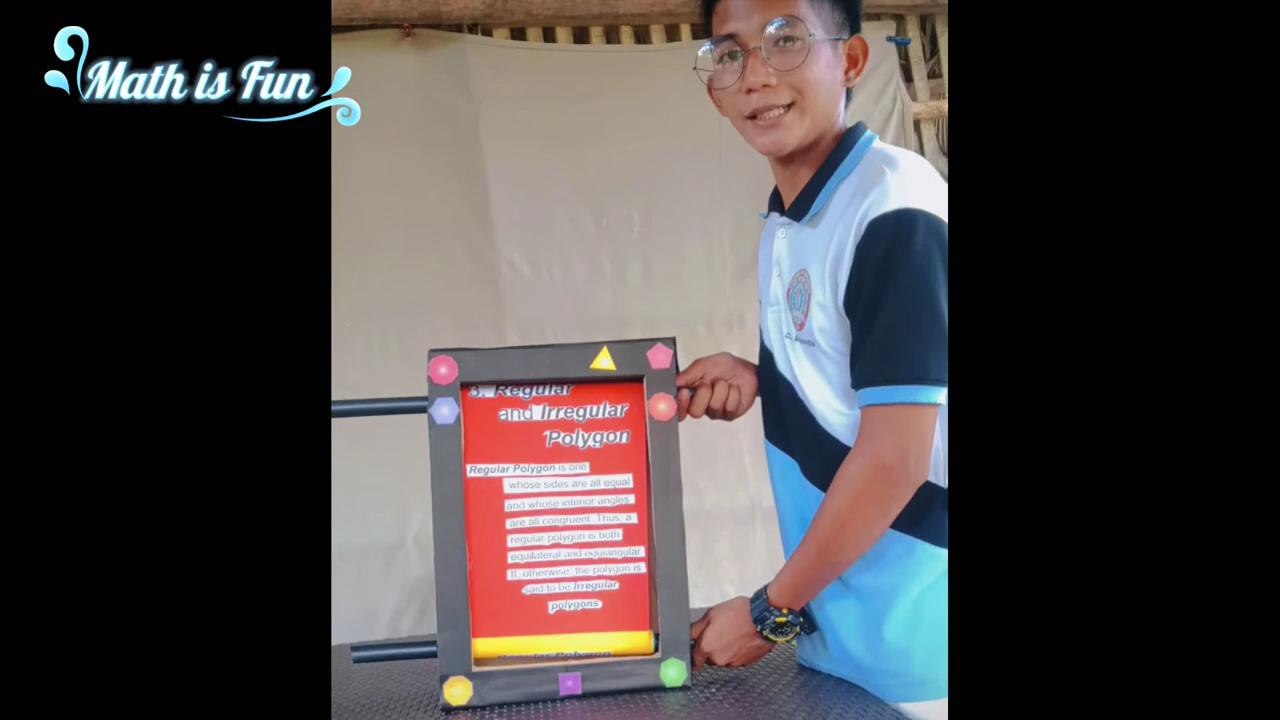 Math is Fun
3. Regular
and Irregular
Polygon
Regular Polygon is one
whose sides are all equal
and whose interior angles
are all congruent. Thus, a
regular polygon is both
equilateral and equiangular
If, otherwise, the polygon is
said to be Irregular
polygons
Regular Polygon